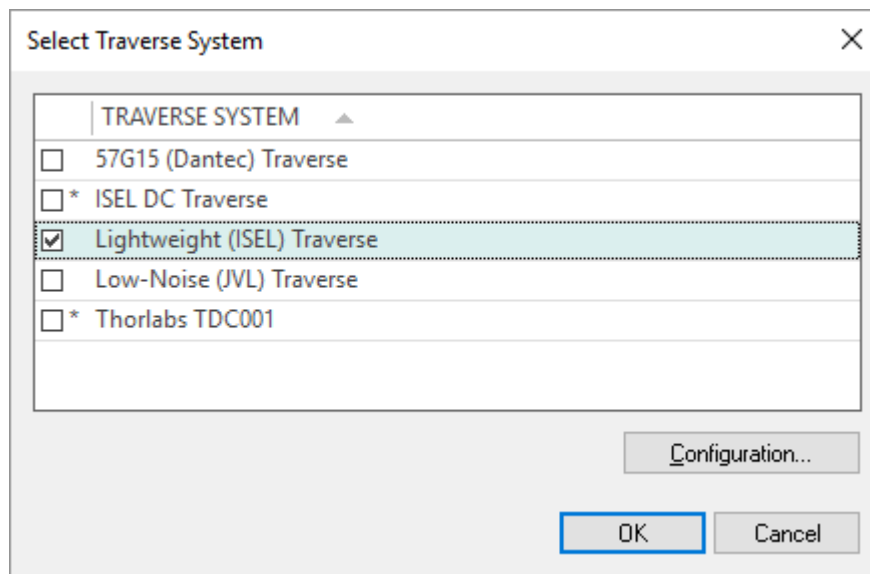 Select Traverse System
TRAVERSE SYSTEM
57G15 (Dantec) Traverse
* ISEL DC Traverse
Lightweight (ISEL) Traverse
Low-Noise (JVL) Traverse
* Thorlabs TDC001
Configuration...
OK Cancel